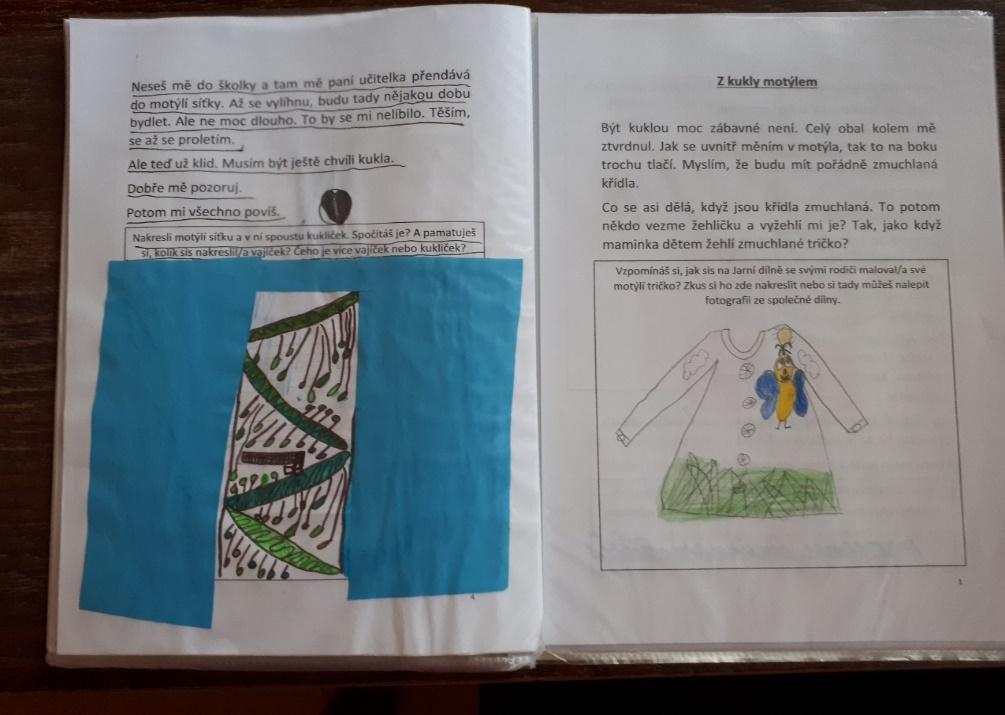 Neseš mě do školky a tam mě paní učitelka přendává
do motýlí síťky. Až se vylíhnu, budu tady nějakou dobu
bydlet. Ale ne moc dlouho. To by se mi nelíbilo. Těším,
se až se proletím.
Ale teď už klid. Musím být ještě chvíli kukla.
Dobře mě pozoruj.
Potom mi všechno povíš.
Nakresli motýlí síťku a v ní spoustu kukliček. Spočítáš je? A pamatuješ
si, kolik sis nakreslil/a vajíček? Čeho je více vajíček nebo kukliček?
4
Z kukly motýlem
Být kuklou moc zábavné není. Celý obal kolem mě
ztvrdnul. Jak se uvnitř měním v motýla, tak to na boku
trochu tlačí. Myslím, že budu mít pořádně zmuchlaná
křídla.
Co se asi dělá, když jsou křídla zmuchlaná. To potom
někdo vezme žehličku a vyžehlí mi je? Tak, jako když
maminka dětem žehlí zmuchlané tričko?
Vzpomínáš si, jak sis na Jarní dílně se svými rodiči maloval/a své
motýlí tričko? Zkus si ho zde nakreslit nebo si tady můžeš nalepit
fotografii ze společné dílny.
1